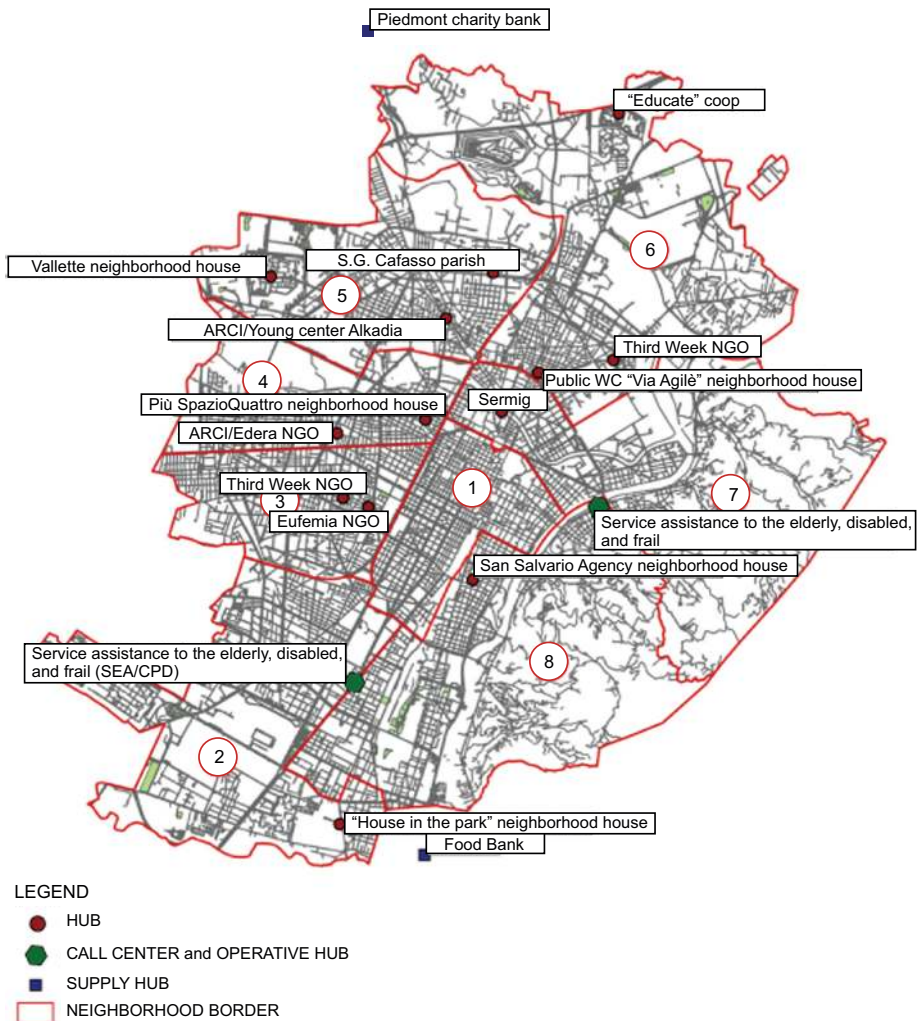 Piedmont charity bank
“Educate” coop
6
S.G. Cafasso parish
Vallette neighborhood house
5
ARCI/Young center Alkadia
Third Week NGO
4
Public WC “Via Agilè” neighborhood house
Sermig
Più SpazioQuattro neighborhood house
ARCI/Edera NGO
Third Week NGO
1
7
3
Eufemia NGO
Service assistance to the elderly, disabled,
and frail
San Salvario Agency neighborhood house
Service assistance to the elderly, disabled,
and frail (SEA/CPD)
8
2
“House in the park” neighborhood house
Food Bank
LEGEND
HUB
CALL CENTER and OPERATIVE HUB
SUPPLY HUB
NEIGHBORHOOD BORDER